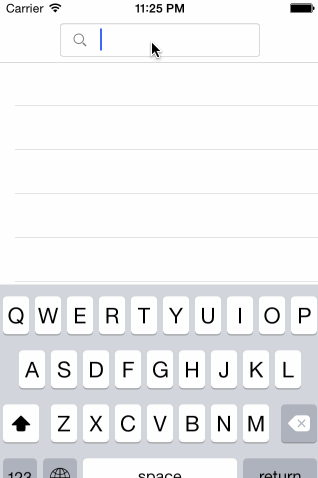 Carrier 11:25 PM
Q W E R T Y U I O P
A S D F G H J K L
Z X C V B N M
123 space return